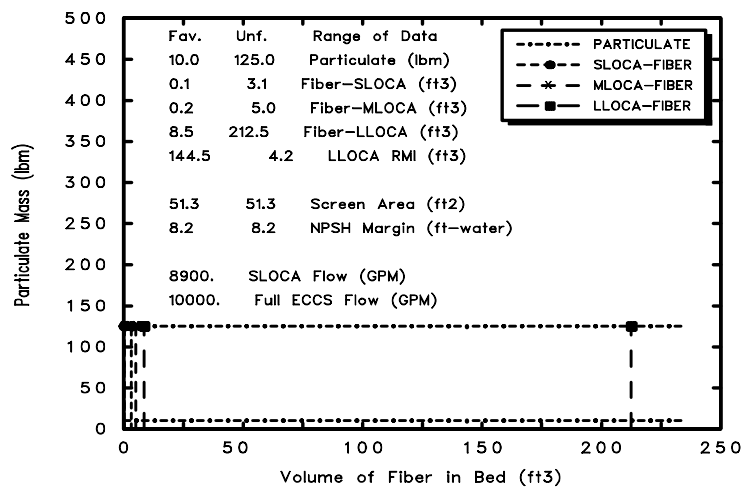 500
450
400
350
300
250
200
150
100
50
0
Particulate Mass (lbm)
Fav. Unf. Range of Data
10.0 125.0 Particulate (lbm)
0.1 3.1 Fiber-SLOCA (ft3)
0.2 5.0 Fiber-MLOCA (ft3)
8.5 212.5 Fiber-LLOCA (ft3)
144.5 4.2 LLOCA RMI (ft3)
51.3 51.3 Screen Area (ft2)
8.2 8.2 NPSH Margin (ft-water)
8900. SLOCA Flow (GPM)
10000. Full ECCS Flow (GPM)
PARTICULATE
SLOCA-FIBER
MLOCA-FIBER
LLOCA-FIBER
0 50 100 150 200 250
Volume of Fiber in Bed (ft3)